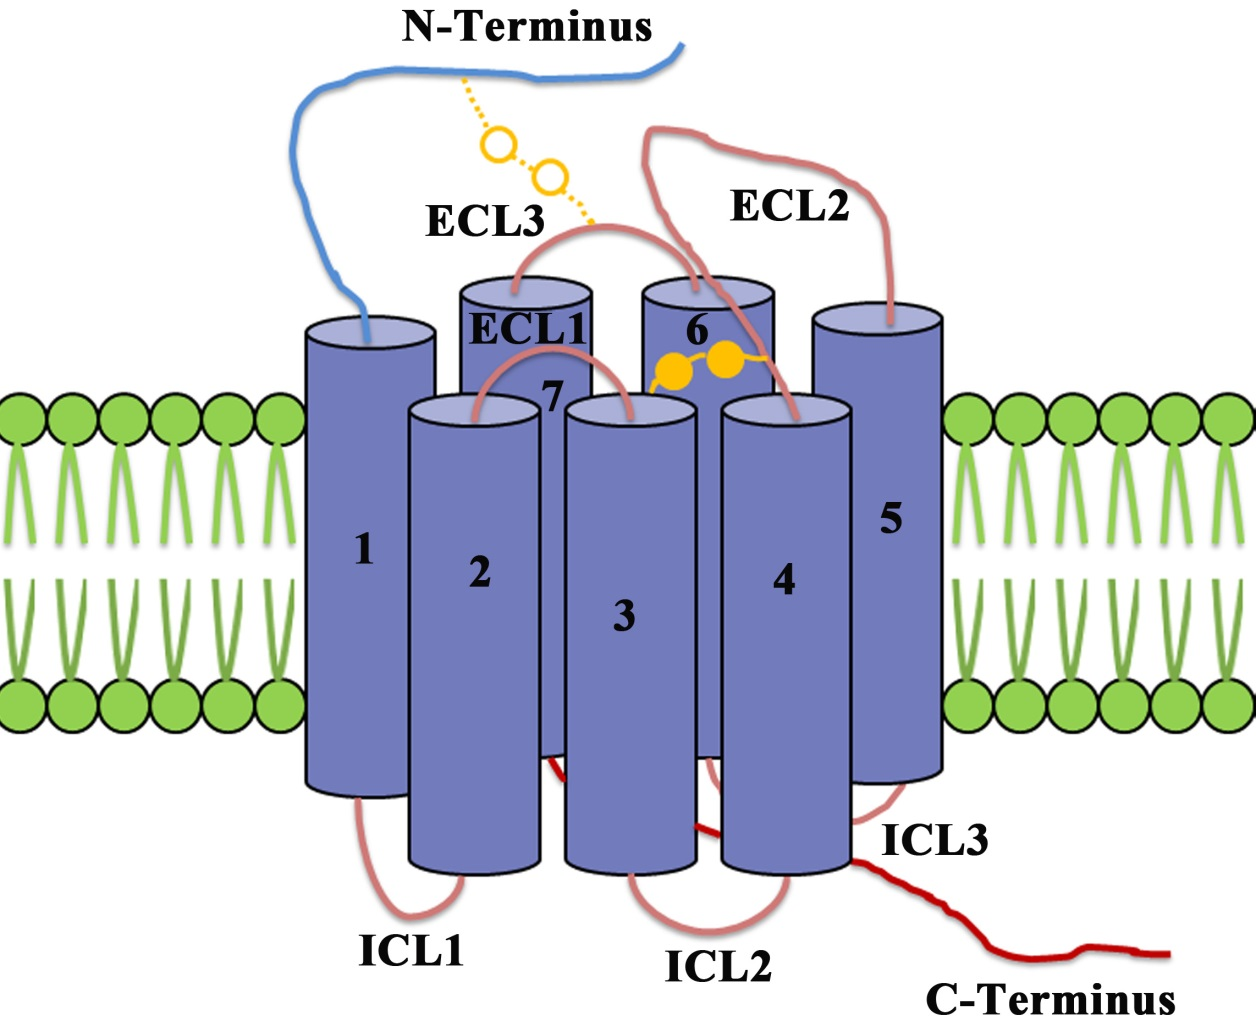 N-Terminus
ECL3
ECL2
ECL1
6
7
1
2
3
4
5
ICL3
ICL1
ICL2
C-Terminus